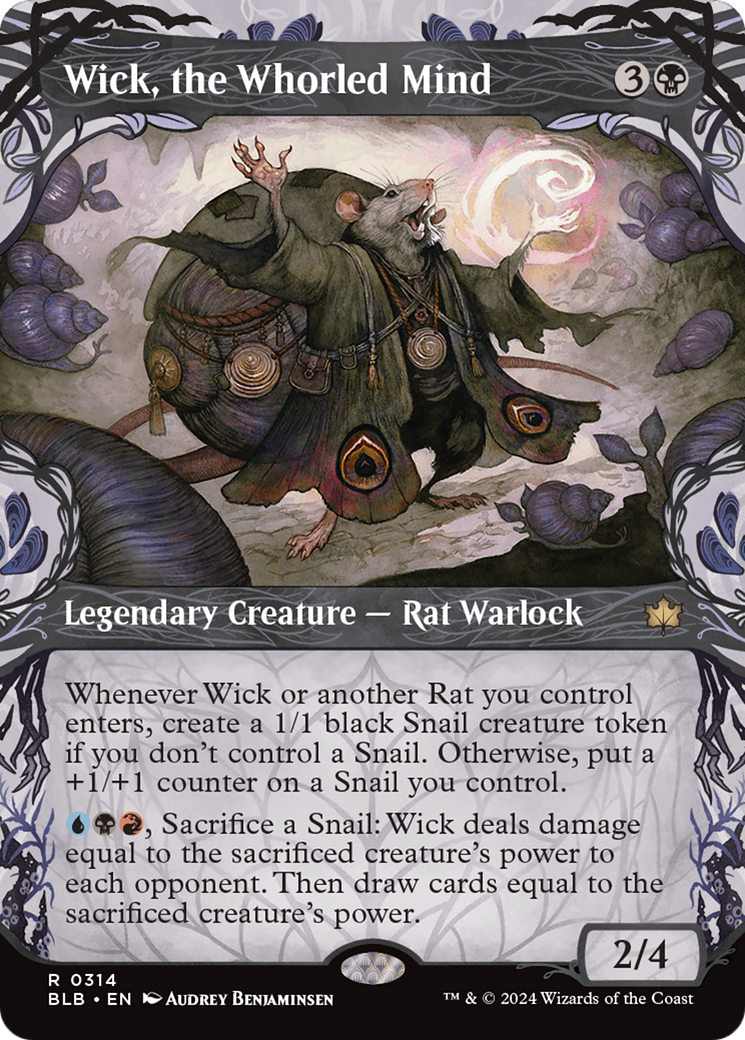 Wick, the Whorled Mind 3
Legendary Creature — Rat Warlock
Whenever Wick or another Rat you control
enters, create a 1/1 black Snail creature token
if you don't control a Snail. Otherwise, put a
+1/+1 counter on a Snail you control.
, Sacrifice a Snail: Wick deals damage
equal to the sacrificed creature's power to
each opponent. Then draw cards equal to the
sacrificed creature's power.
2/4
R 0314
BLB • EN Audrey Benjaminsen
™ & © 2024 Wizards of the Coast